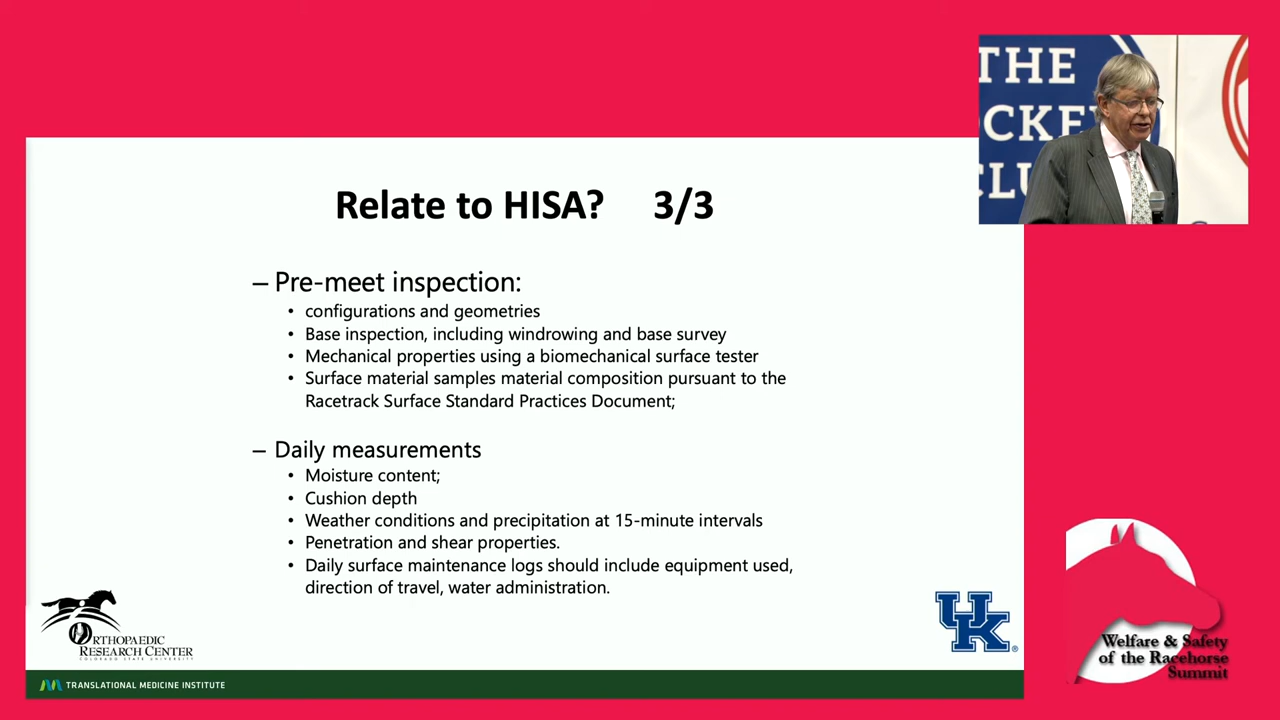 THE
OCKE
CLU
Relate to HISA? 3/3
– Pre-meet inspection:
• configurations and geometries
• Base inspection, including windrowing and base survey
• Mechanical properties using a biomechanical surface tester
• Surface material samples material composition pursuant to the
Racetrack Surface Standard Practices Document;
– Daily measurements
• Moisture content;
• Cushion depth
• Weather conditions and precipitation at 15-minute intervals
• Penetration and shear properties.
• Daily surface maintenance logs should include equipment used,
direction of travel, water administration.
ORTHOPAEDIC
RESEARCH CENTER
COLORADO STATE UNIVERSITY
UK
®
TRANSLATIONAL MEDICINE INSTITUTE
Welfare & Safety
of the Racehorse
Summit